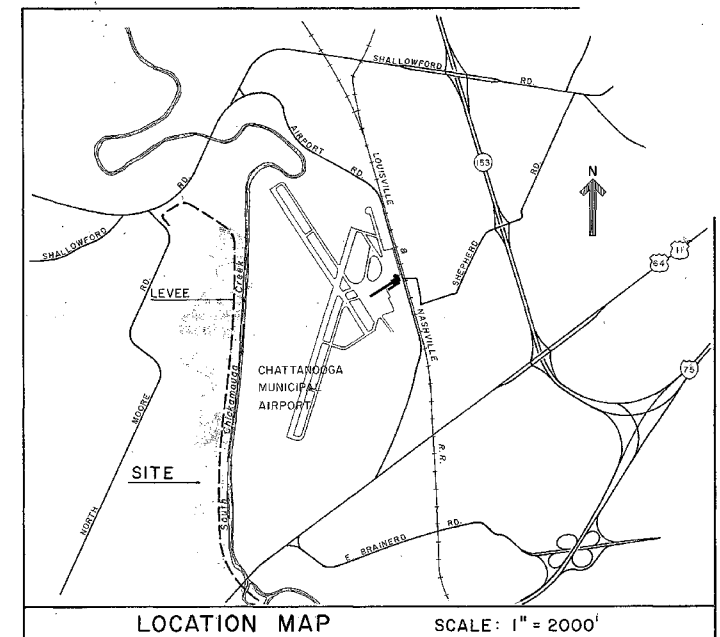 SHALLOWFORD RD.
AIRPORT RD.
LOUISVILLE & NASHVILLE R.R.
153
N
SHEPHERD RD.
64
11
75
SHALLOWFORD RD.
LEVEE
South Chickamauga Creek
CHATTANOOGA
MUNICIPAL
AIRPORT
NORTH MOORE RD.
SITE
E. BRAINERD RD.
LOCATION MAP
SCALE: 1" = 2000'